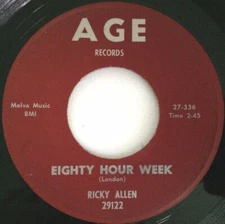 AGE
RECORDS
Melva Music
BMI
27-336
Time 2:45
EIGHTY HOUR WEEK
(London)
RICKY ALLEN
29122